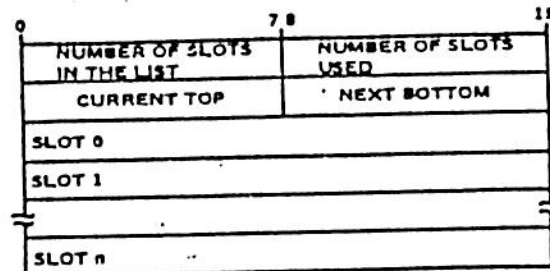 0 7 8
NUMBER OF SLOTS
IN THE LIST
NUMBER OF SLOTS
USED
CURRENT TOP
NEXT BOTTOM
SLOT 0
SLOT 1
SLOT n